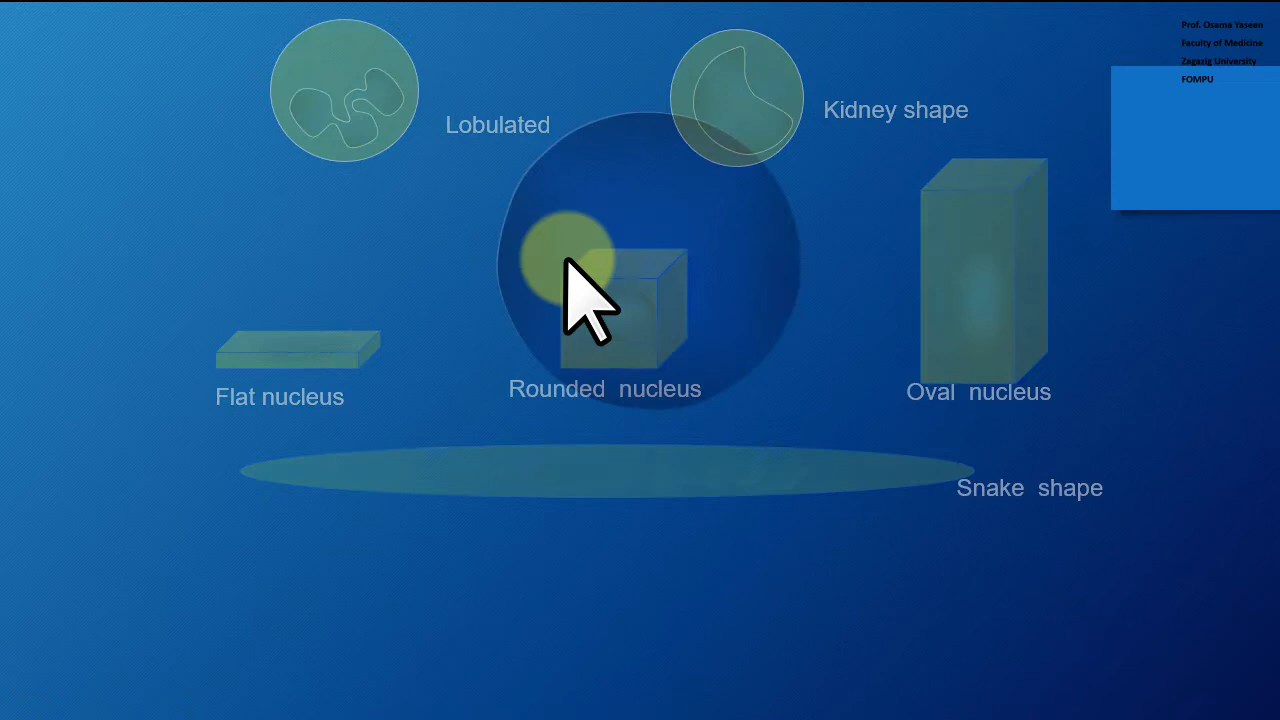 Prof. Osama Yaseen
Faculty of Medicine
Zagazig University
FOMPU
Lobulated
Kidney shape
Flat nucleus
Rounded nucleus
Oval nucleus
Snake shape